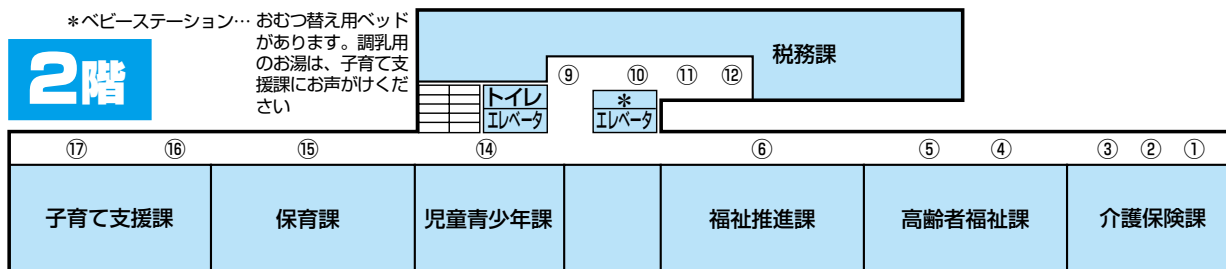 ＊ベビーステーション… おむつ替え用ベッド
があります。調乳用
のお湯は、子育て支
援課にお声がけくだ
さい
2階
税務課
⑨ ⑩ ⑪ ⑫
トイレ ＊
エレベータ エレベータ
⑰ ⑯ ⑮ ⑭ ⑥ ⑤ ④ ③ ② ①
子育て支援課 保育課 児童青少年課 福祉推進課 高齢者福祉課 介護保険課